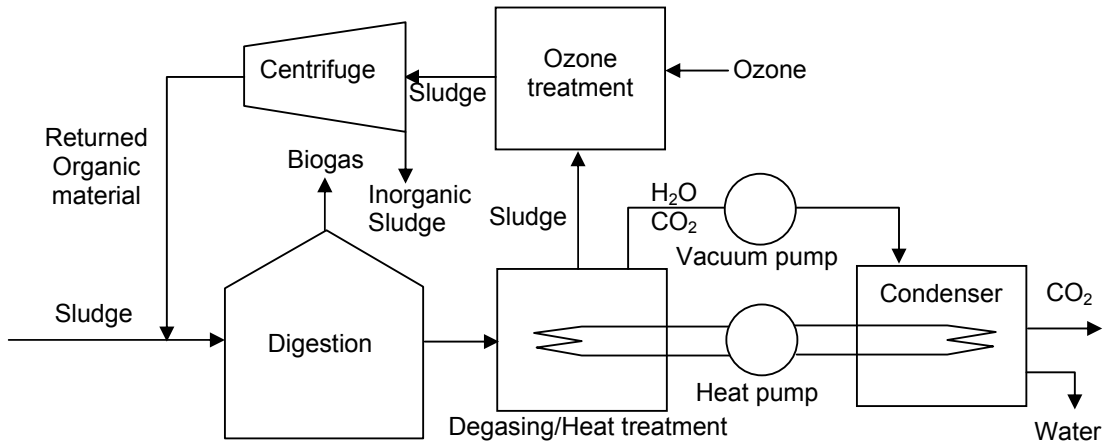 Centrifuge
Sludge
Ozone
treatment
Ozone
Returned
Organic
material
Biogas
Inorganic
Sludge
Sludge
H₂O
CO₂
Vacuum pump
Sludge
Digestion
Condenser
CO₂
Heat pump
Degasing/Heat treatment
Water